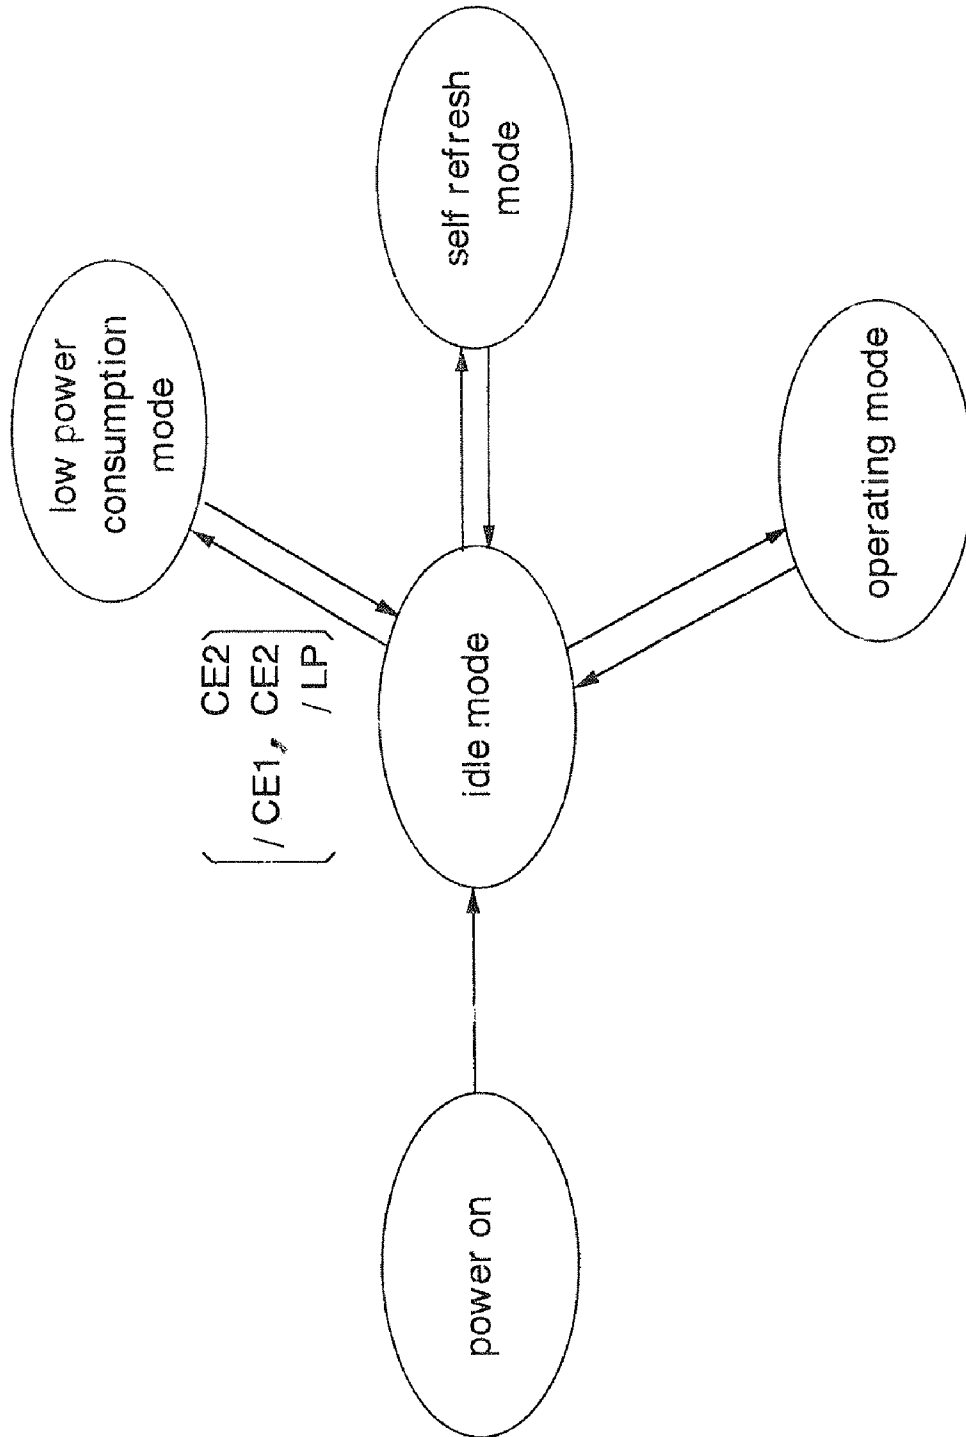 low power
consumption
mode
CE2
/ CE1, CE2
/ LP
self refresh
mode
idle mode
power on
operating mode